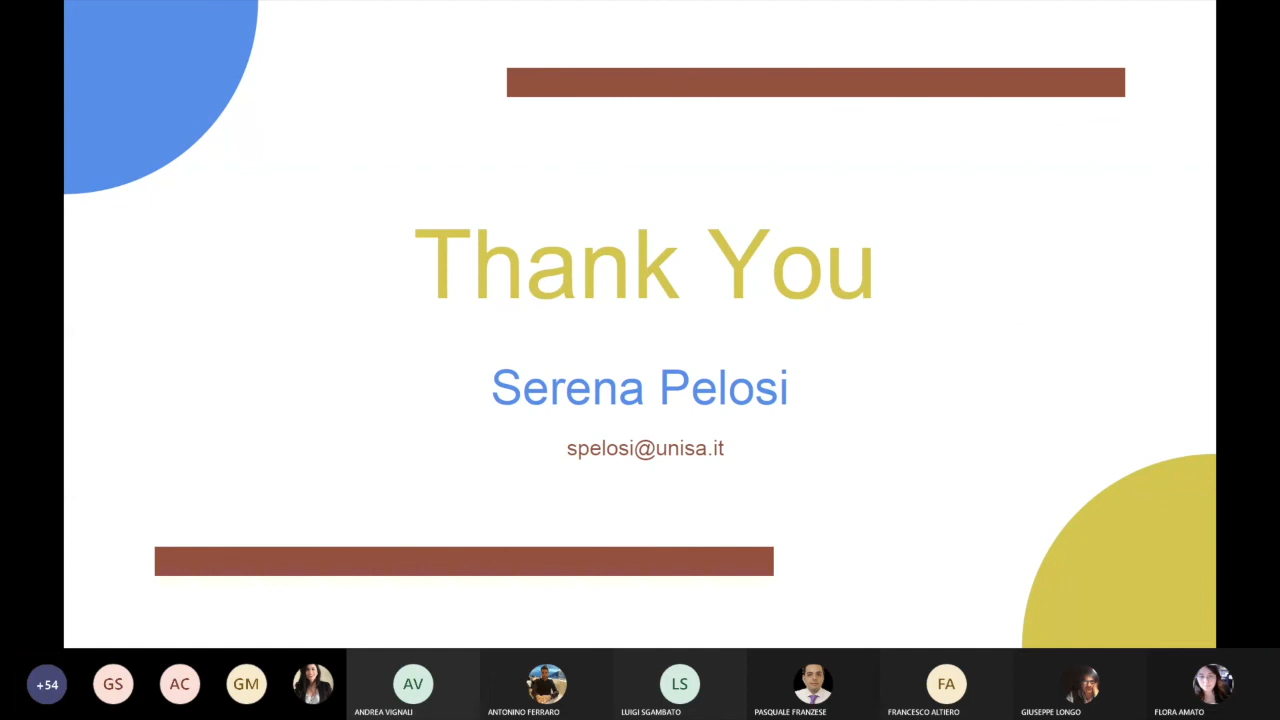 Thank You
Serena Pelosi
spelosi@unisa.it
+54
GS
AC
GM
AV
LS
FA
ANDREA VIGNALI
ANTONINO FERRARO
LUIGI SGAMBATO
PASQUALE FRANZESE
FRANCESCO ALTIERO
GIUSEPPE LONGO
FLORA AMATO